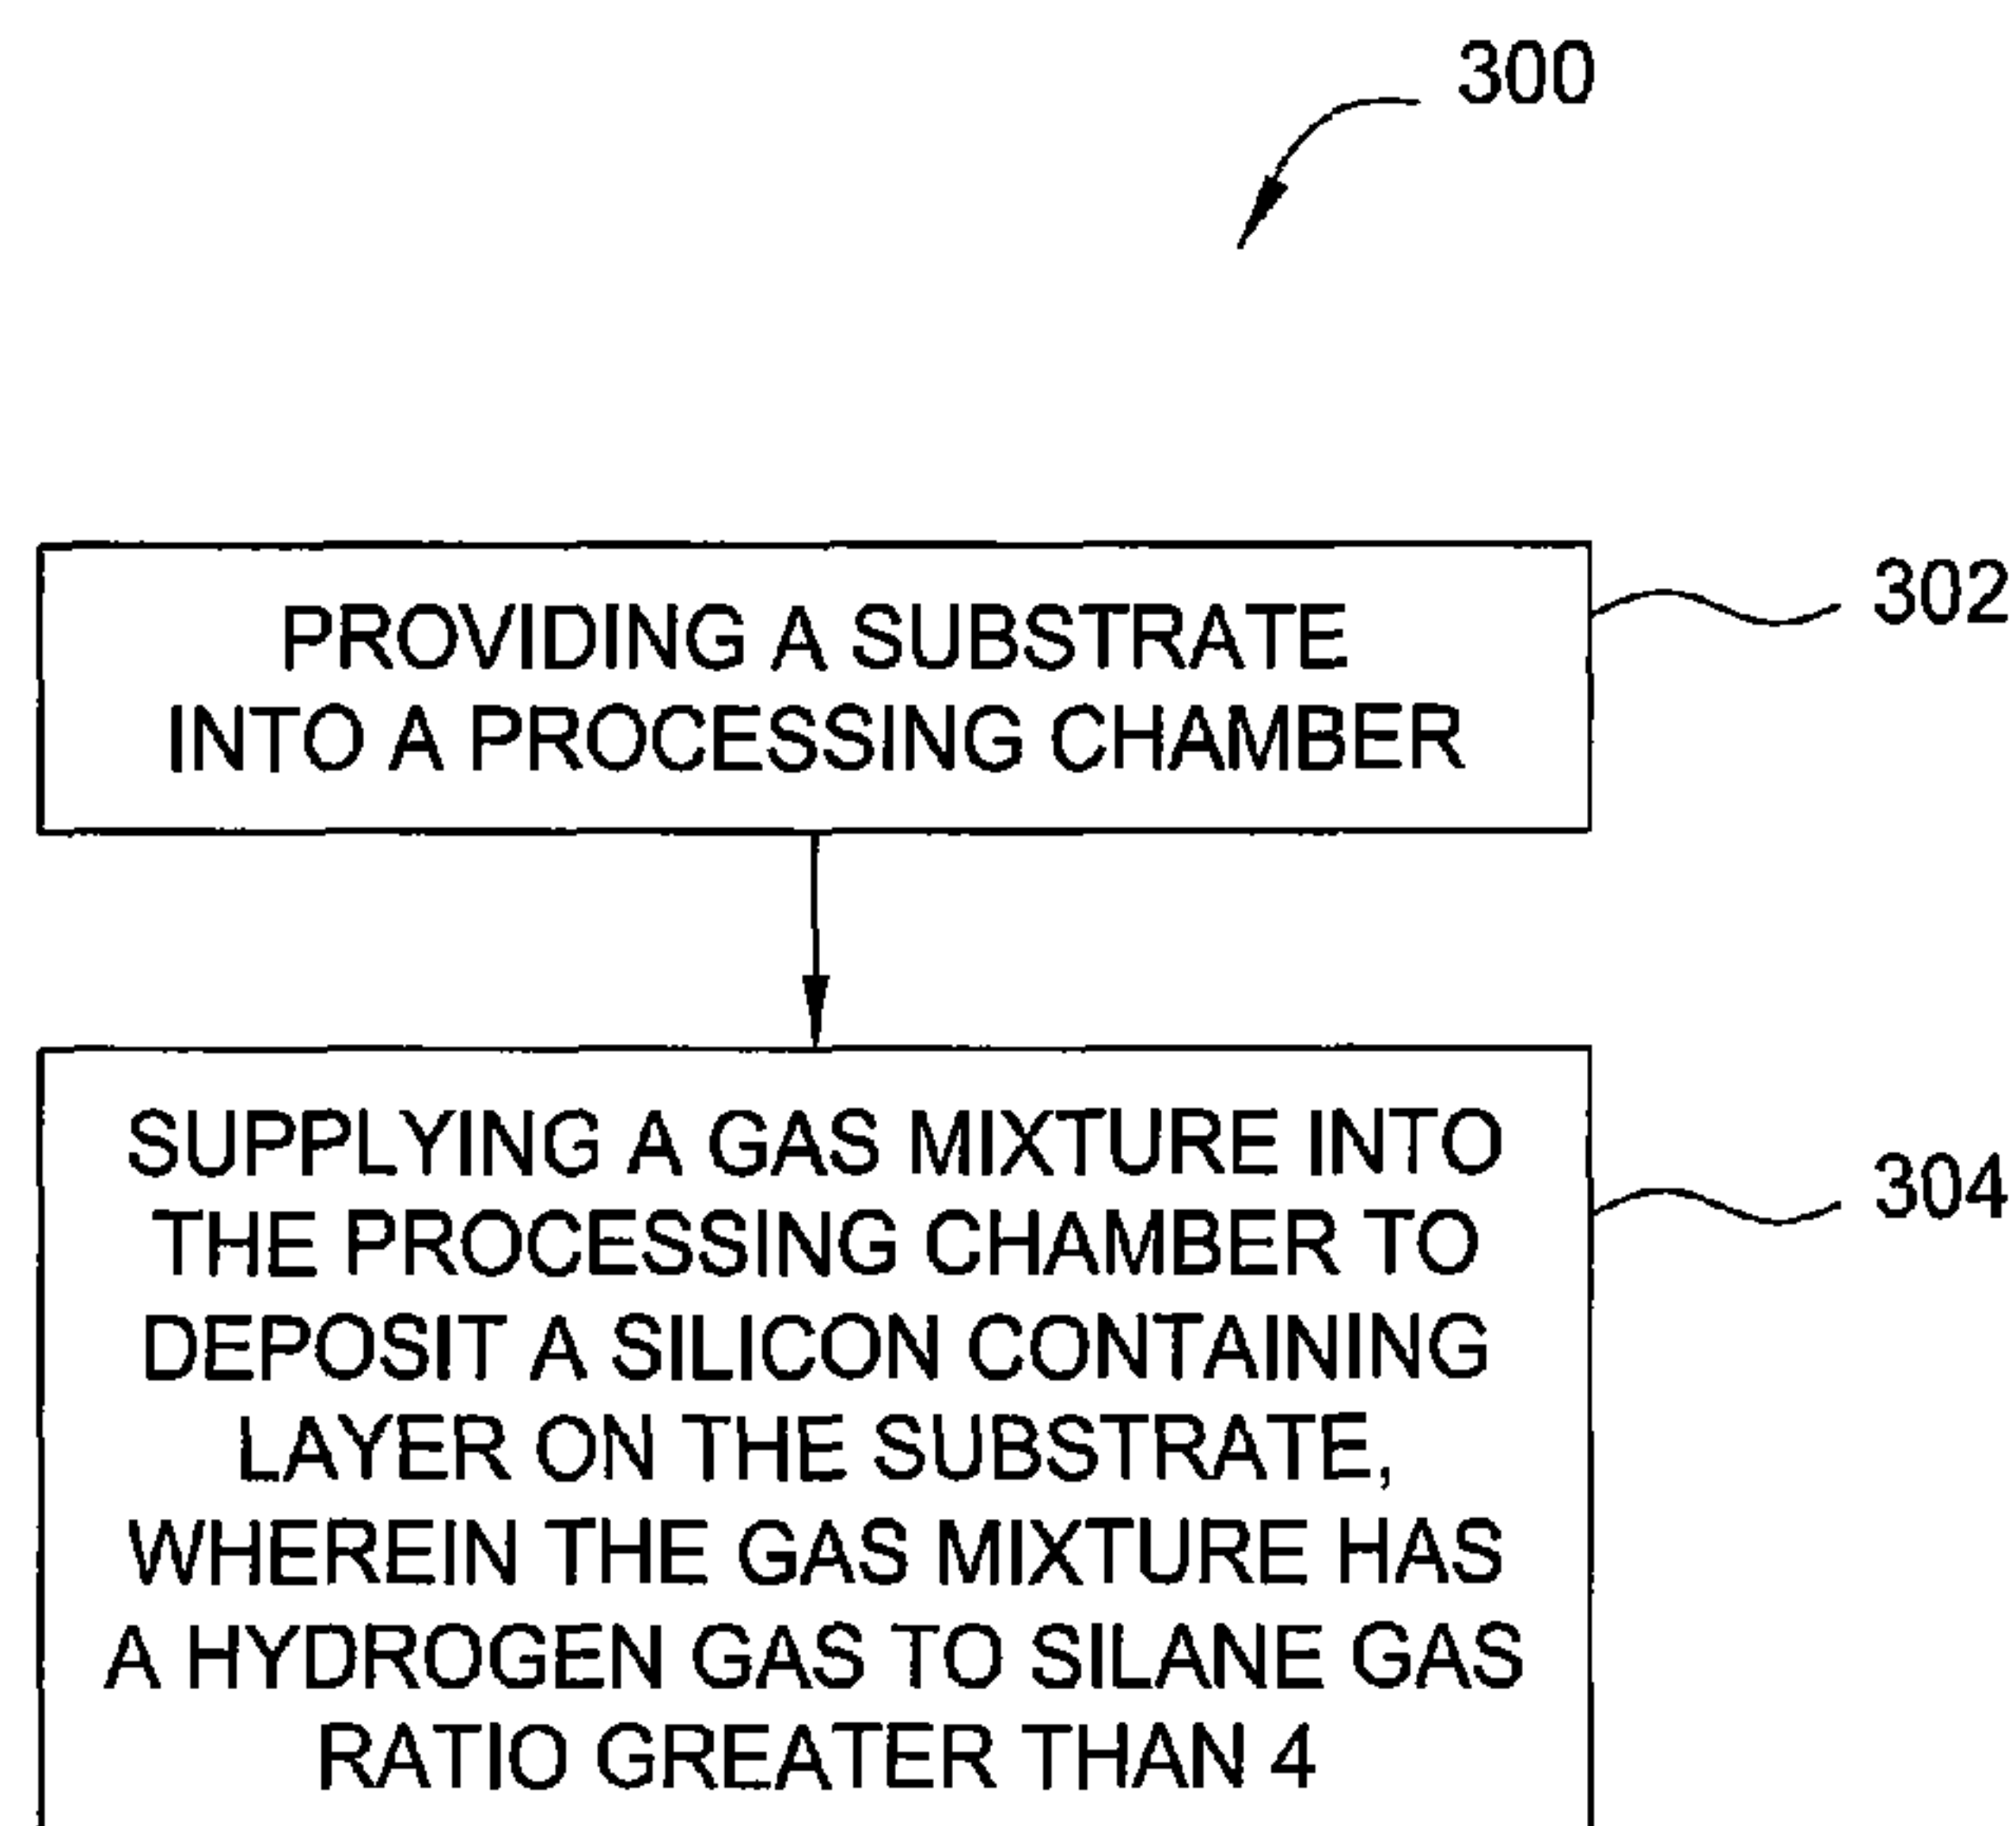 300
PROVIDING A SUBSTRATE
INTO A PROCESSING CHAMBER
302
SUPPLYING A GAS MIXTURE INTO
THE PROCESSING CHAMBER TO
DEPOSIT A SILICON CONTAINING
LAYER ON THE SUBSTRATE,
WHEREIN THE GAS MIXTURE HAS
A HYDROGEN GAS TO SILANE GAS
RATIO GREATER THAN 4
304